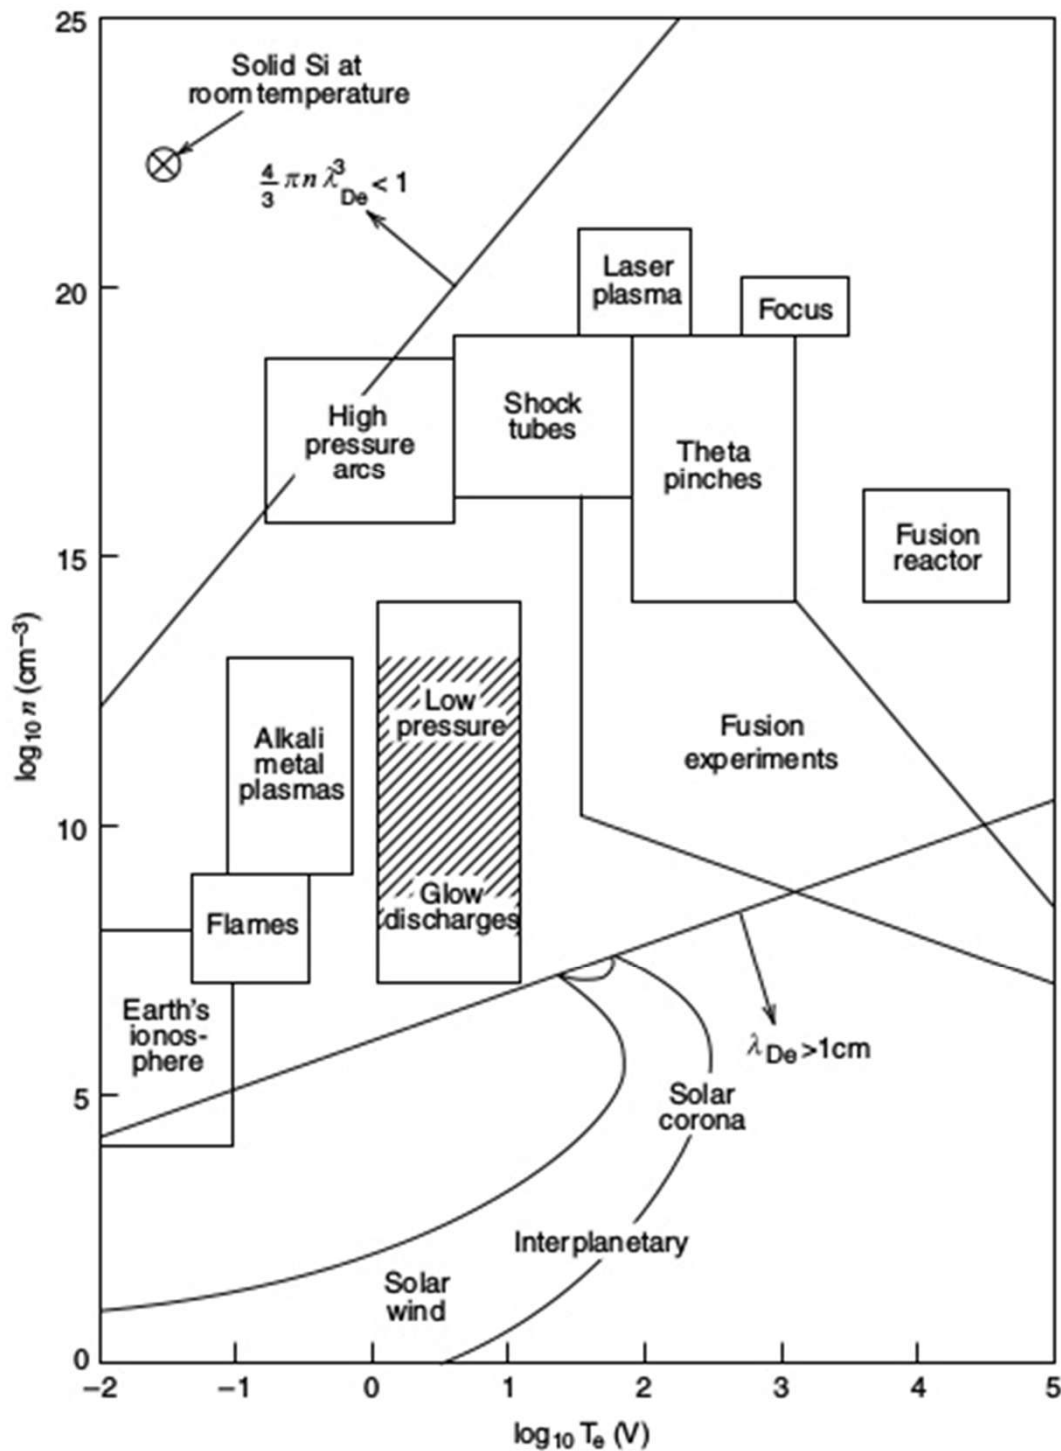 25
Solid Si at
room temperature
4/3 πn λ³De < 1
Laser
plasma
20
Focus
High
pressure
arcs
Shock
tubes
Theta
pinches
Fusion
reactor
15
log10 n (cm−3)
Low
pressure
Alkali
metal
plasmas
Fusion
experiments
10
Glow
discharges
Flames
Earth's
ionos-
phere
λDe>1cm
5
Solar
corona
Interplanetary
Solar
wind
0
−2 −1 0 1 2 3 4 5
log10 Te (V)